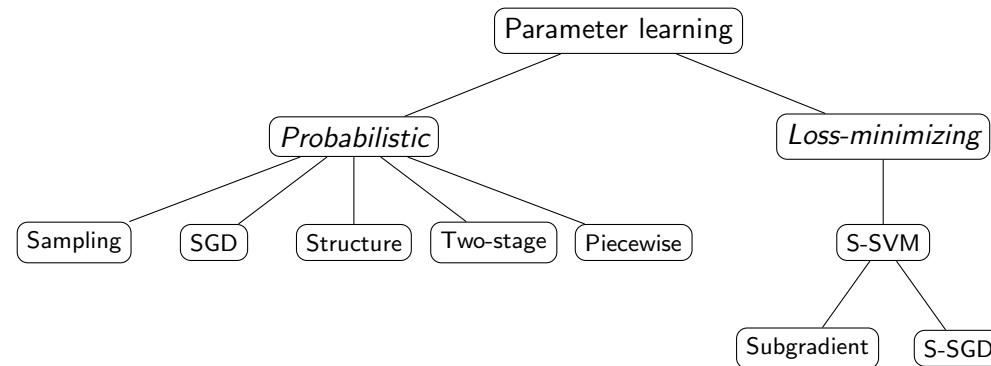 Parameter learning
Probabilistic
Loss-minimizing
Sampling
SGD
Structure
Two-stage
Piecewise
S-SVM
Subgradient
S-SGD